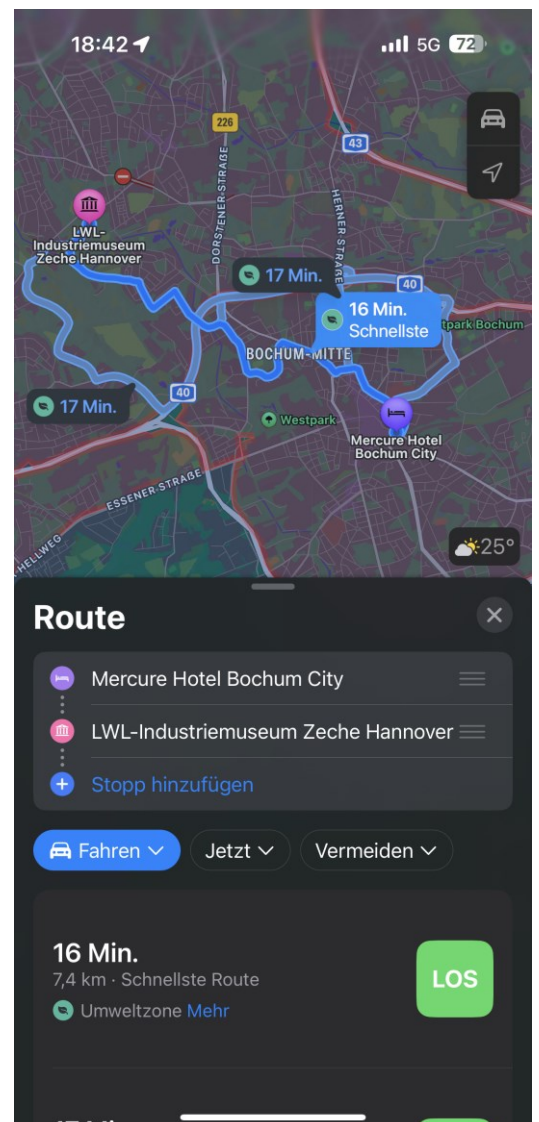 18:42
5G 72
226
43
LWL-
Industriemuseum
Zeche Hannover
DORSTENER-STRAßE
HERNER STRAßE
17 Min.
40
16 Min.
Schnellste
tpark Bochum
BOCHUM-MITTE
40
17 Min.
Westpark
Mercure Hotel
Bochum City
ESSENER-STRAßE
-HELLWEG
25°
Route
Mercure Hotel Bochum City
LWL-Industriemuseum Zeche Hannover
Stopp hinzufügen
Fahren
Jetzt
Vermeiden
16 Min.
7,4 km · Schnellste Route
LOS
Umweltzone Mehr